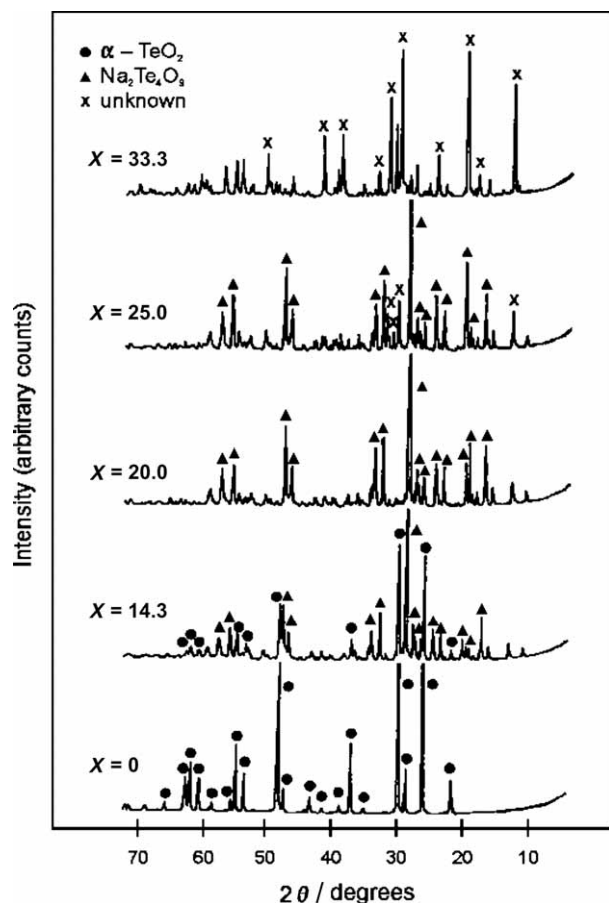 ● α – TeO₂
▲ Na₂Te₄O₉
x unknown
X = 33.3
X = 25.0
X = 20.0
X = 14.3
X = 0
Intensity (arbitrary counts)
70 60 50 40 30 20 10
2 θ / degrees